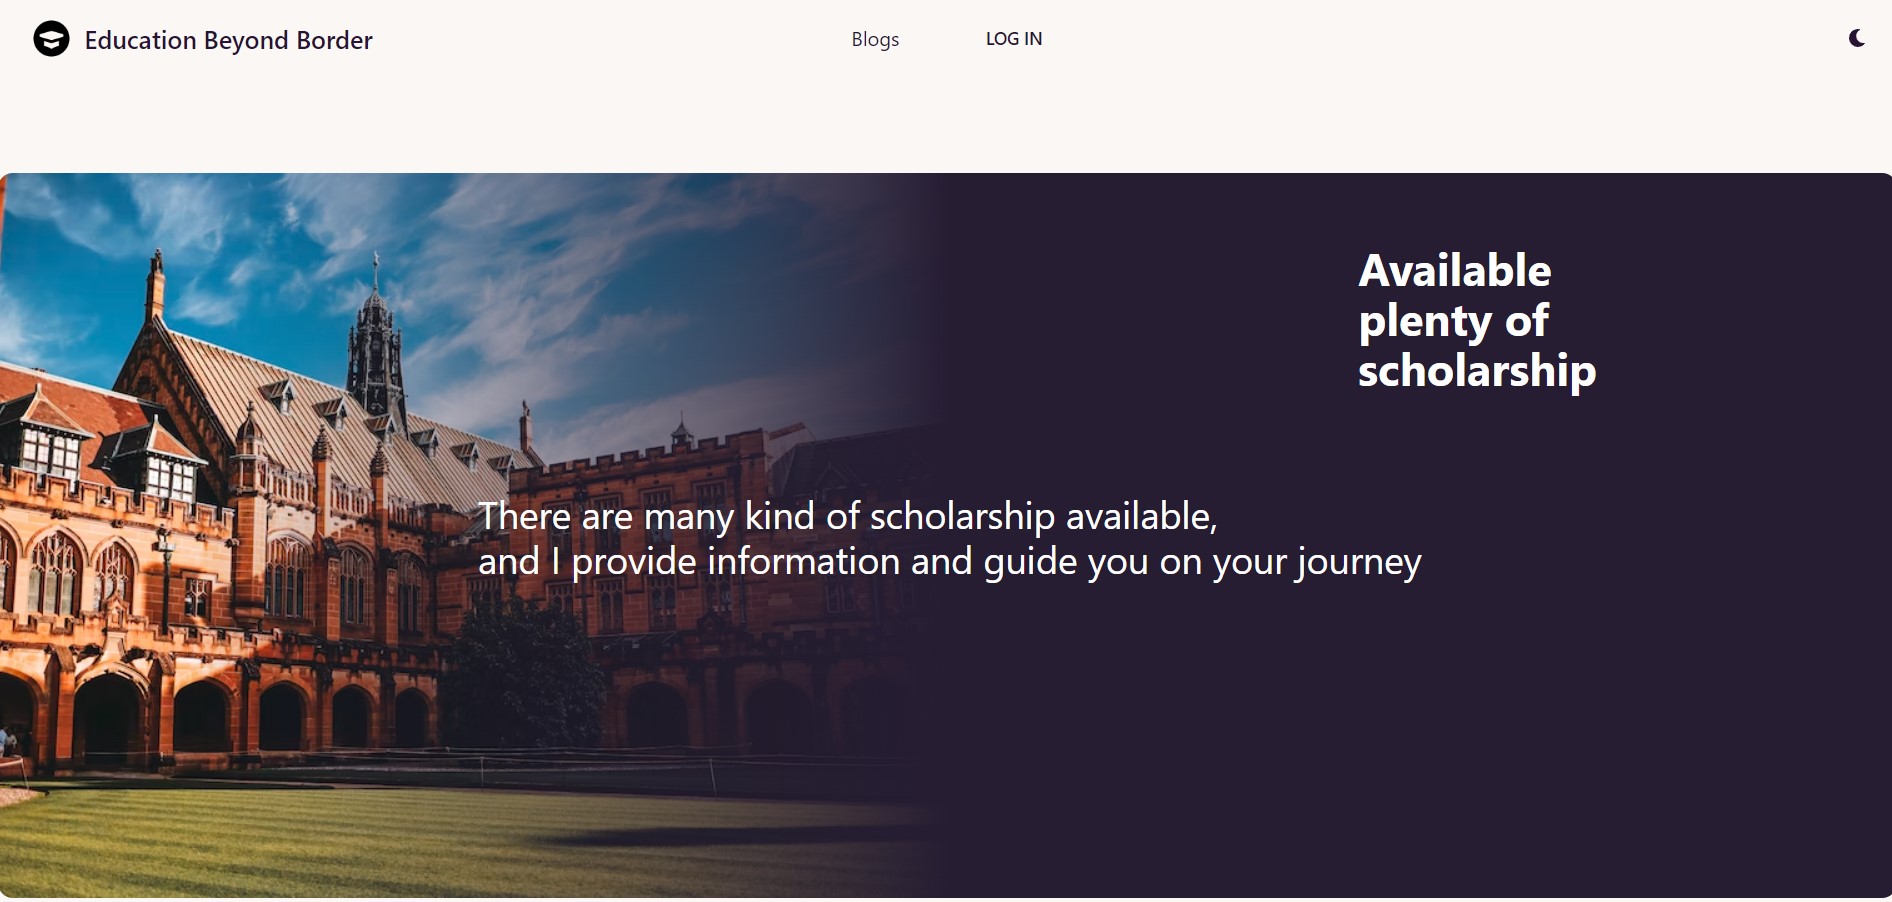 Education Beyond Border
Blogs
LOG IN
Available
plenty of
scholarship
There are many kind of scholarship available,
and I provide information and guide you on your journey